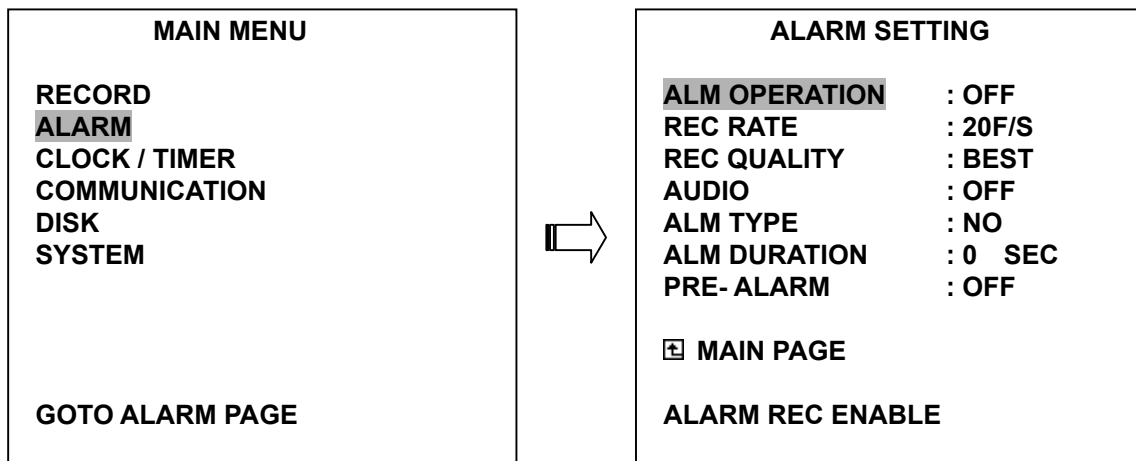 MAIN MENU
RECORD
ALARM
CLOCK / TIMER
COMMUNICATION
DISK
SYSTEM
GOTO ALARM PAGE
ALARM SETTING
ALM OPERATION : OFF
REC RATE : 20F/S
REC QUALITY : BEST
AUDIO : OFF
ALM TYPE : NO
ALM DURATION : 0 SEC
PRE- ALARM : OFF
MAIN PAGE
ALARM REC ENABLE